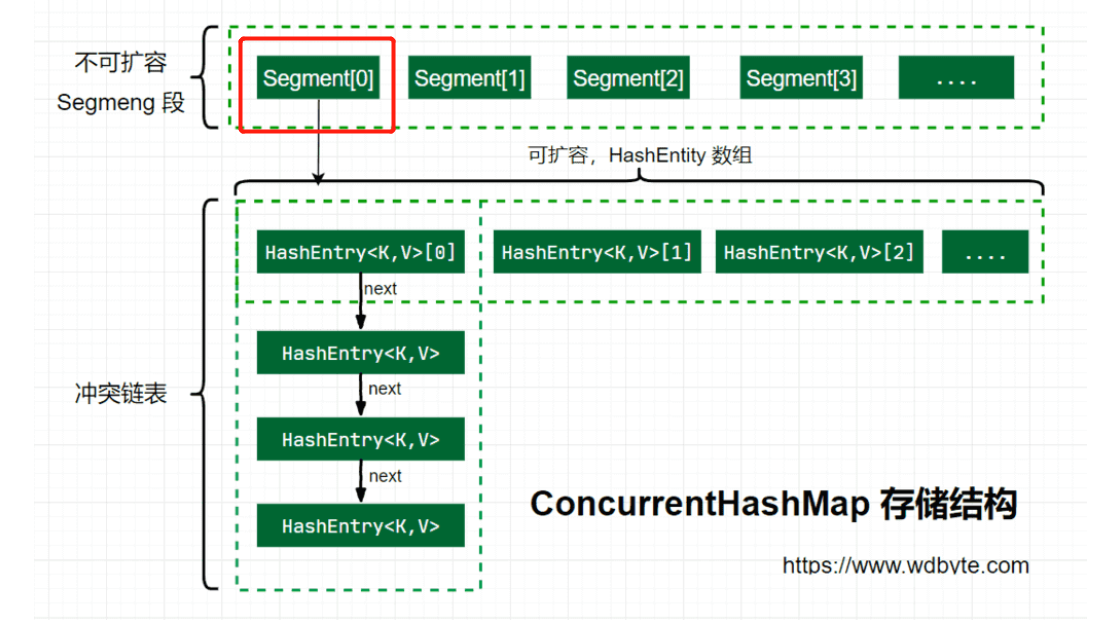 不可扩容
Segmeng 段
Segment[0]
Segment[1]
Segment[2]
Segment[3]
....
可扩容，HashEntity 数组
HashEntry<K,V>[0]
HashEntry<K,V>[1]
HashEntry<K,V>[2]
....
next
HashEntry<K,V>
next
冲突链表
HashEntry<K,V>
next
HashEntry<K,V>
ConcurrentHashMap 存储结构
https://www.wdbyte.com